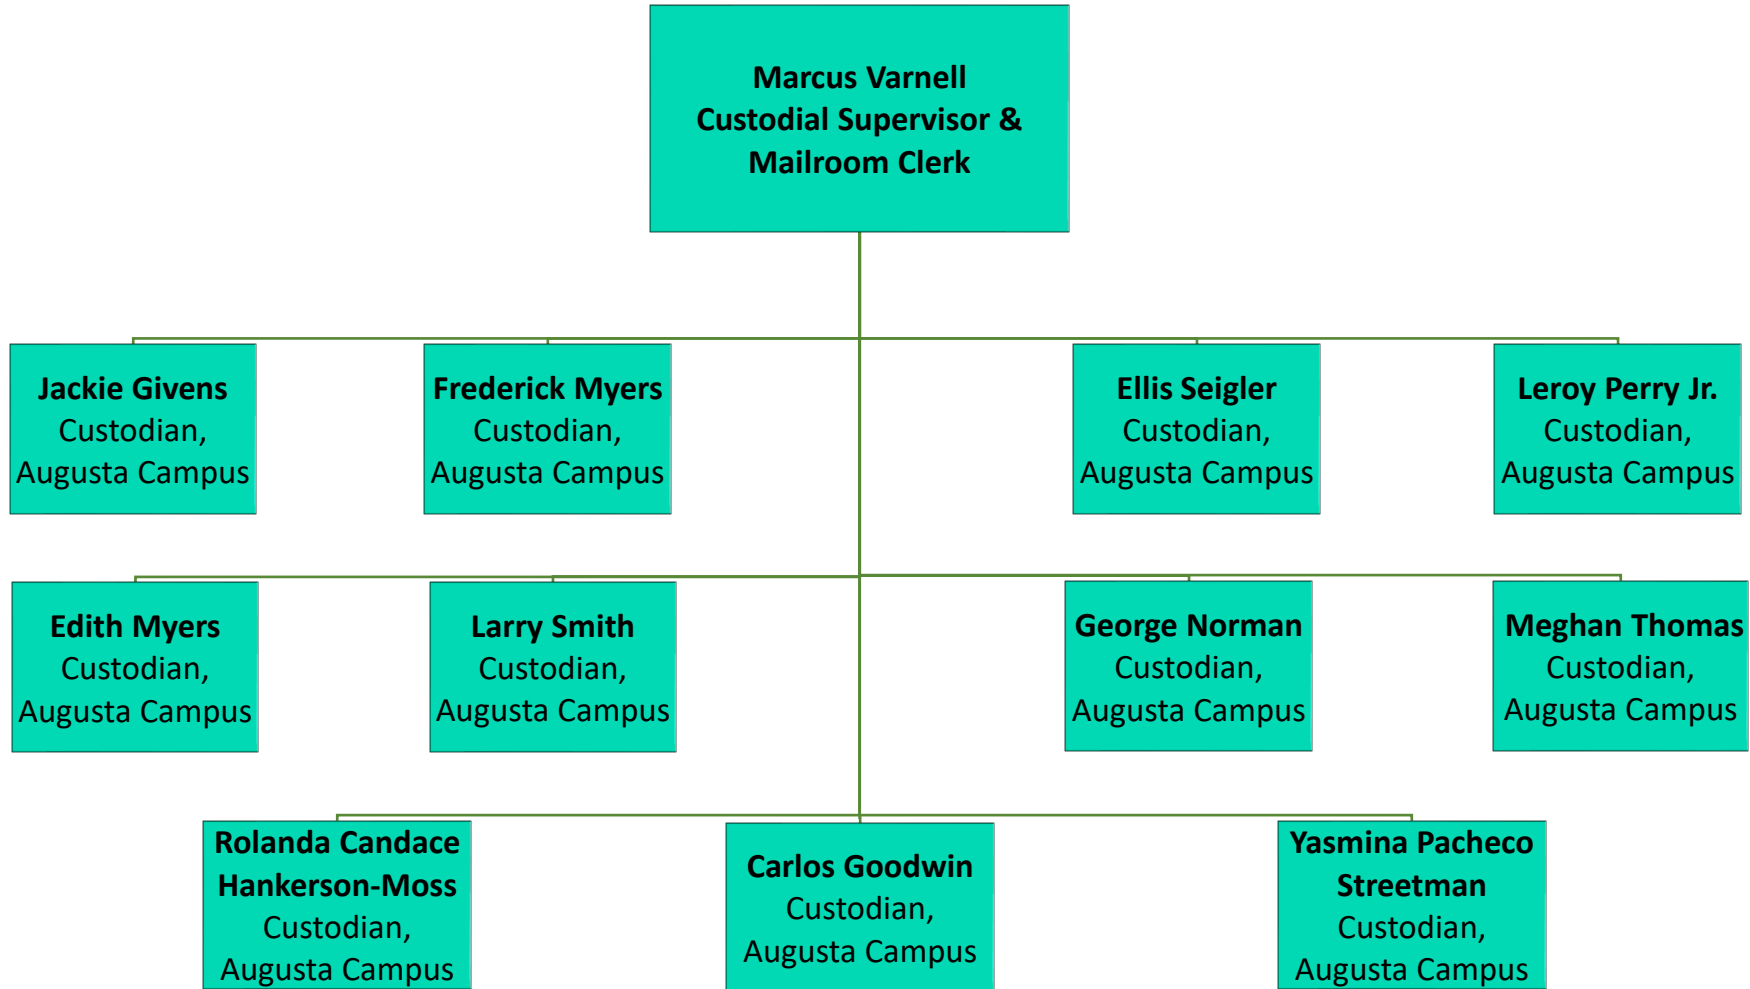 Marcus Varnell
Custodial Supervisor &
Mailroom Clerk
Jackie Givens
Custodian,
Augusta Campus
Frederick Myers
Custodian,
Augusta Campus
Ellis Seigler
Custodian,
Augusta Campus
Leroy Perry Jr.
Custodian,
Augusta Campus
Edith Myers
Custodian,
Augusta Campus
Larry Smith
Custodian,
Augusta Campus
George Norman
Custodian,
Augusta Campus
Meghan Thomas
Custodian,
Augusta Campus
Rolanda Candace
Hankerson-Moss
Custodian,
Augusta Campus
Carlos Goodwin
Custodian,
Augusta Campus
Yasmina Pacheco
Streetman
Custodian,
Augusta Campus